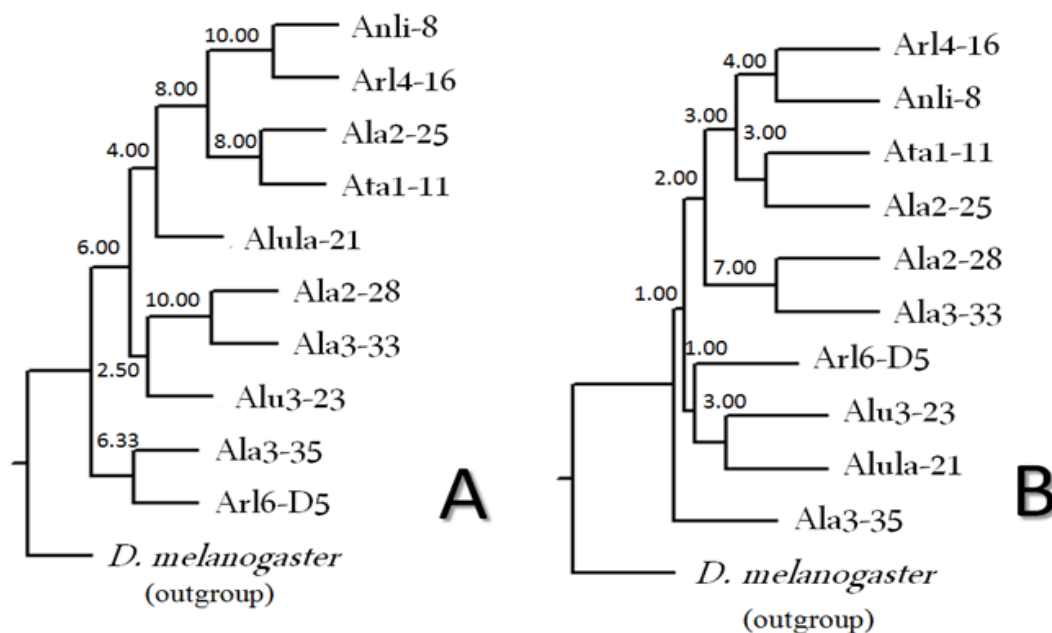 10.00
Anli-8
Arl4-16
8.00
8.00
Ala2-25
Ata1-11
4.00
Alula-21
6.00
10.00
Ala2-28
Ala3-33
2.50
Alu3-23
6.33
Ala3-35
Arl6-D5
D. melanogaster
(outgroup)
A
4.00
Arl4-16
Anli-8
3.00
3.00
Ata1-11
Ala2-25
2.00
7.00
Ala2-28
Ala3-33
1.00
1.00
Arl6-D5
3.00
Alu3-23
Alula-21
Ala3-35
D. melanogaster
(outgroup)
B